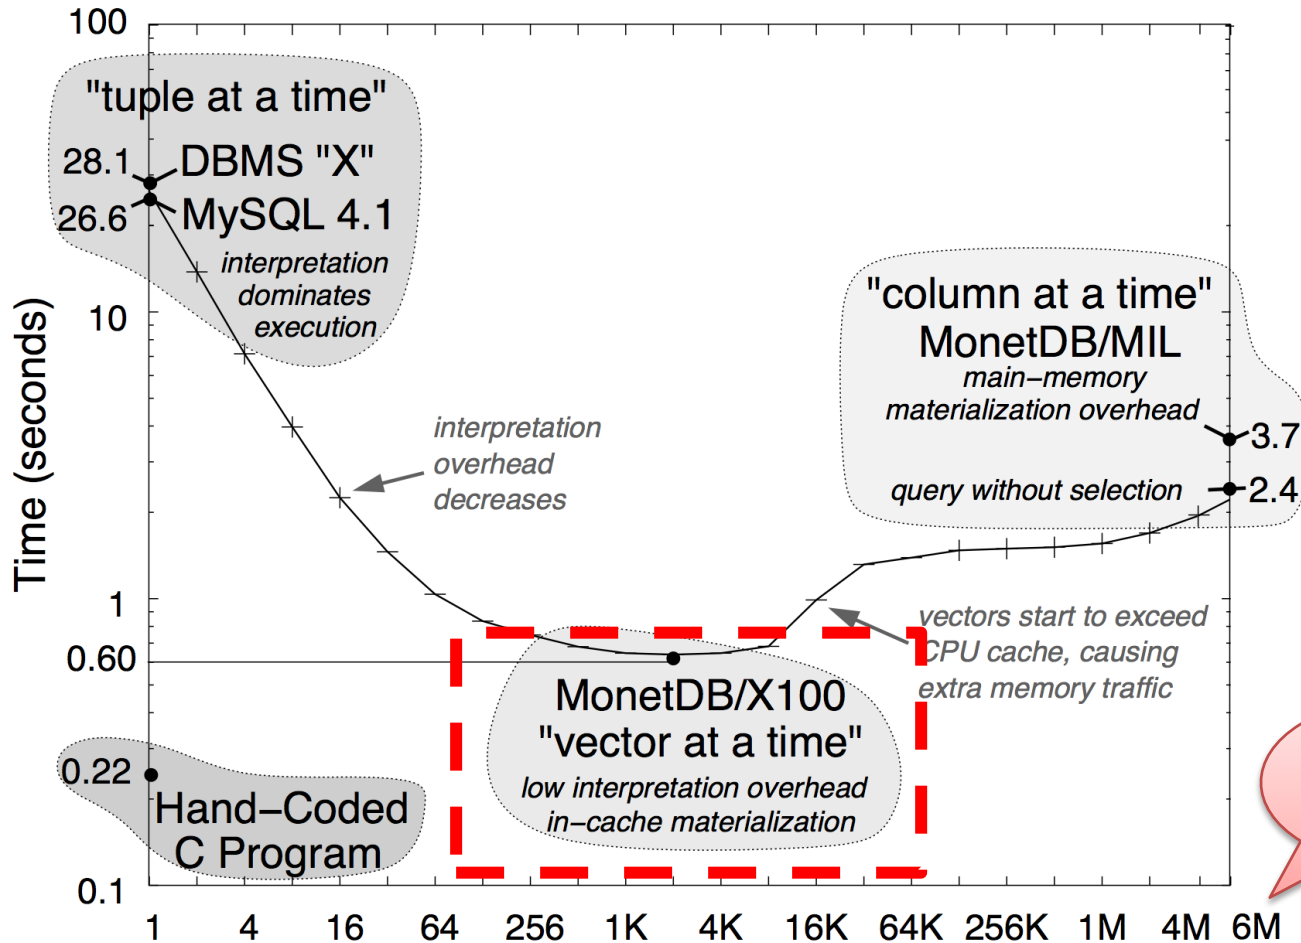 100
"tuple at a time"
28.1
DBMS "X"
26.6
MySQL 4.1
interpretation
dominates
execution
"column at a time"
MonetDB/MIL
main-memory
materialization overhead
3.7
query without selection
2.4
10
Time (seconds)
interpretation
overhead
decreases
1
vectors start to exceed
CPU cache, causing
extra memory traffic
0.60
MonetDB/X100
"vector at a time"
low interpretation overhead
in-cache materialization
0.22
Hand-Coded
C Program
0.1
1 4 16 64 256 1K 4K 16K 64K 256K 1M 4M 6M